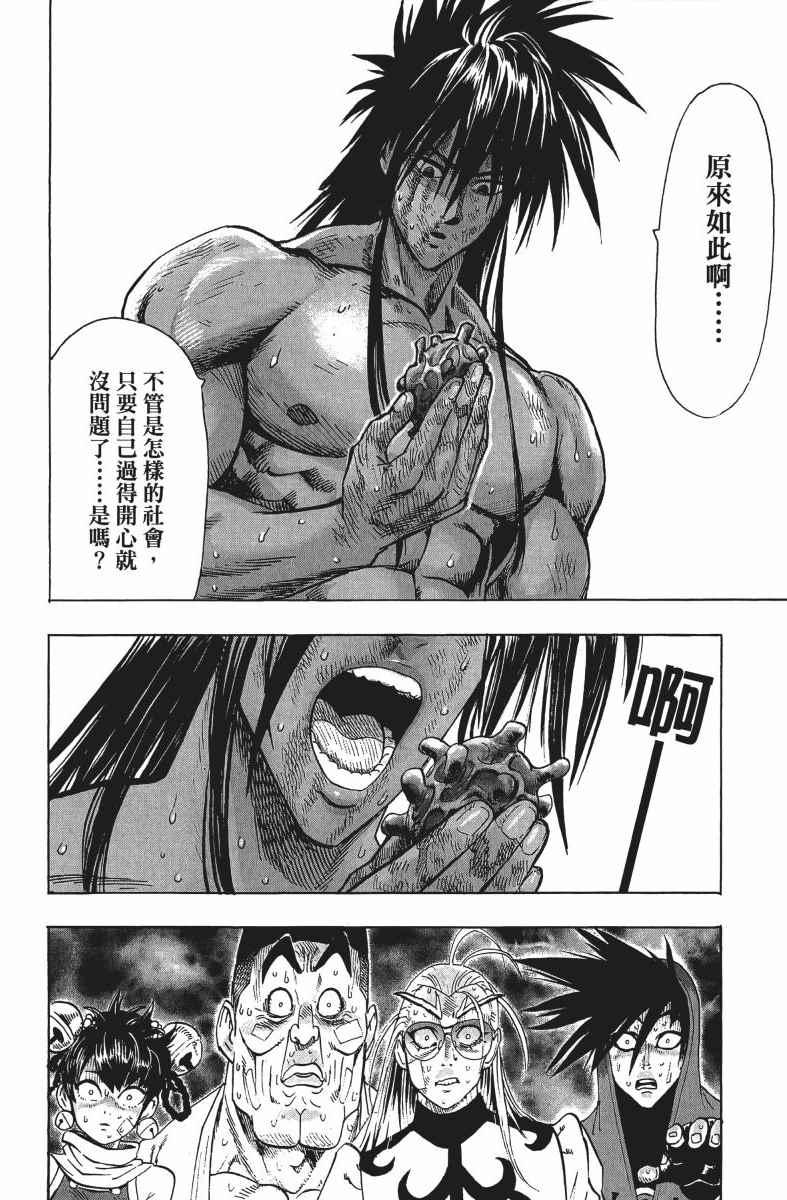 原來如此啊……
不管是怎樣的社會，
只要自己過得開心就
沒問題了……是嗎？
啊—